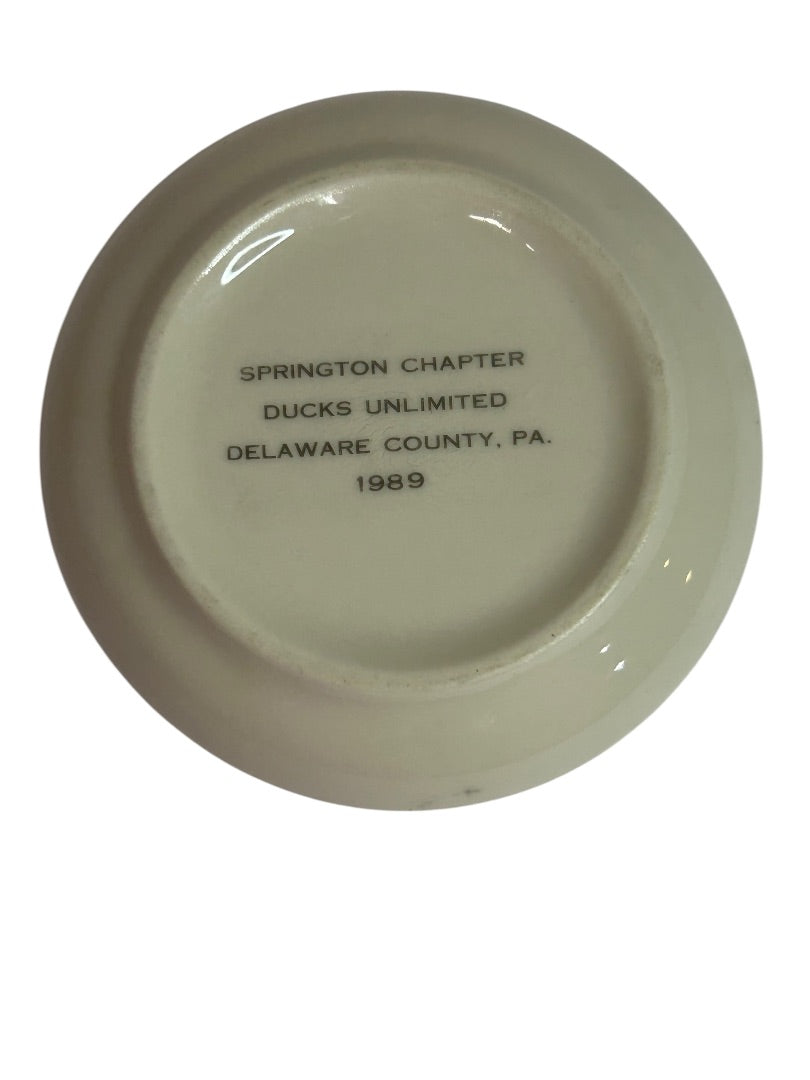 SPRINGTON CHAPTER
DUCKS UNLIMITED
DELAWARE COUNTY, PA.
1989